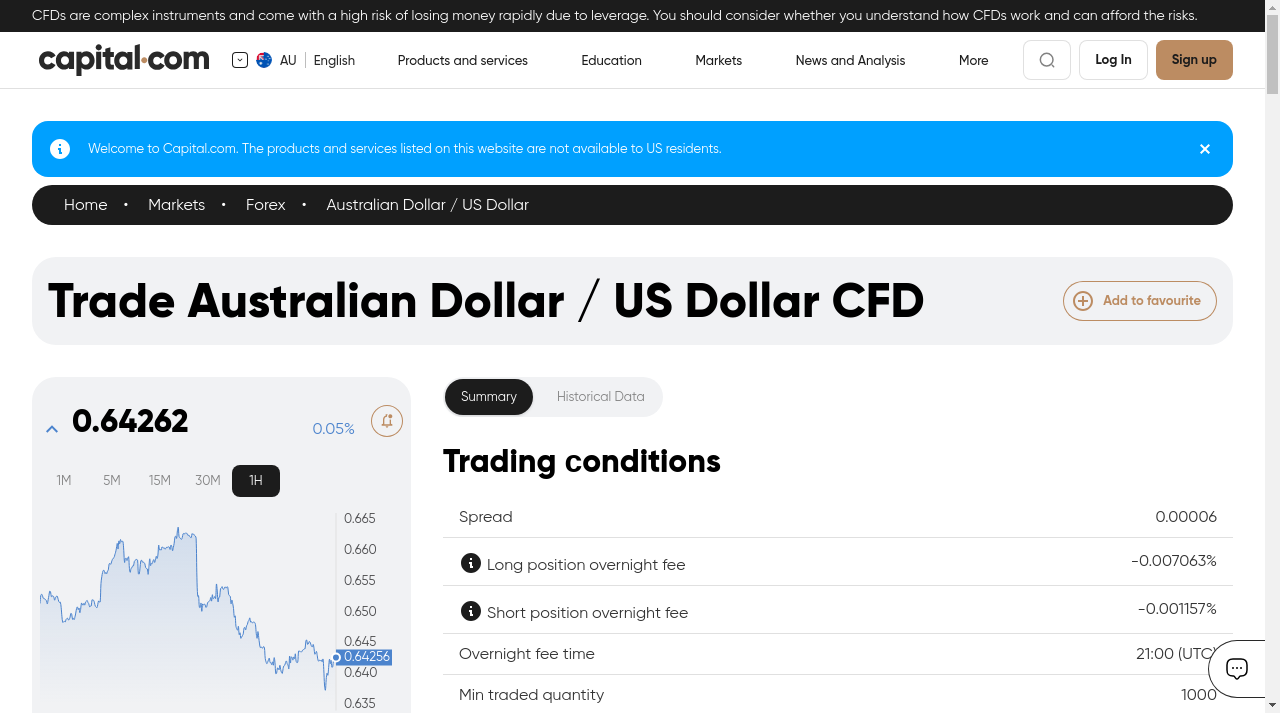 CFDs are complex instruments and come with a high risk of losing money rapidly due to leverage. You should consider whether you understand how CFDs work and can afford the risks.
capital.com AU English Products and services Education Markets News and Analysis More Log In Sign up
Welcome to Capital.com. The products and services listed on this website are not available to US residents.
Home • Markets • Forex • Australian Dollar / US Dollar
Trade Australian Dollar / US Dollar CFD
Add to favourite
0.64262 0.05%
1M 5M 15M 30M 1H
0.665
0.660
0.655
0.650
0.645
0.64256
0.640
0.635
Summary Historical Data
Trading conditions
Spread 0.00006
Long position overnight fee -0.007063%
Short position overnight fee -0.001157%
Overnight fee time 21:00 (UTC)
Min traded quantity 1000